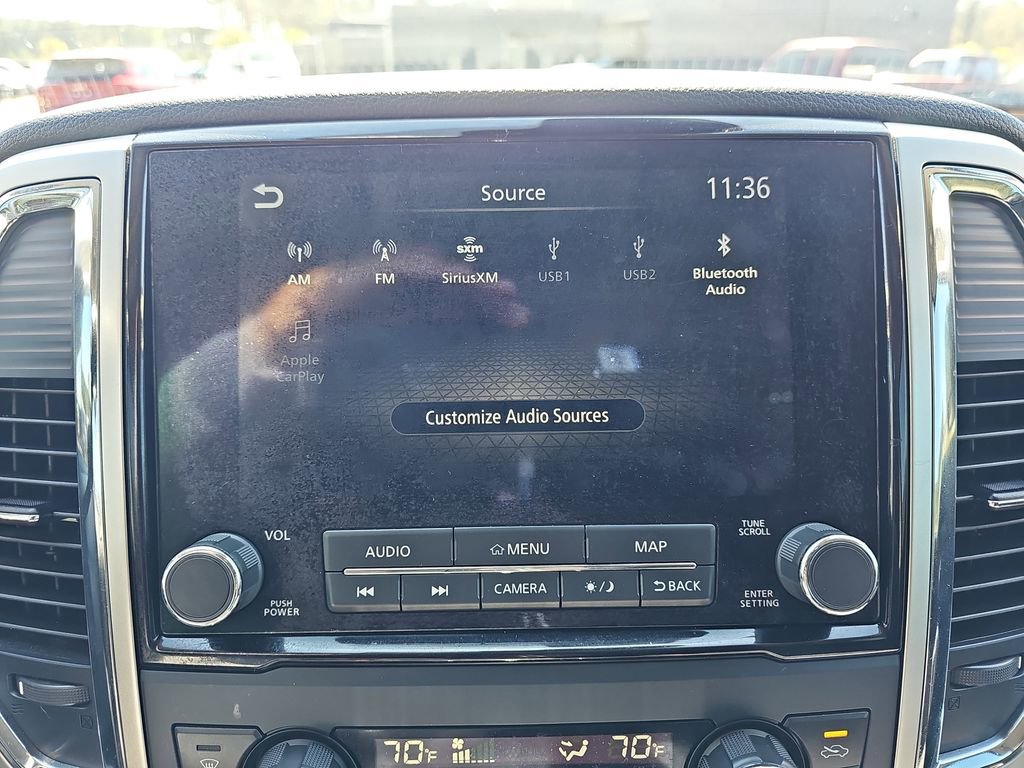 Source
11:36
AM
FM
sxm
SiriusXM
USB1
USB2
Bluetooth
Audio
Apple
CarPlay
Customize Audio Sources
VOL
PUSH
POWER
AUDIO
MENU
MAP
CAMERA
BACK
TUNE
SCROLL
ENTER
SETTING
70°F
70°F